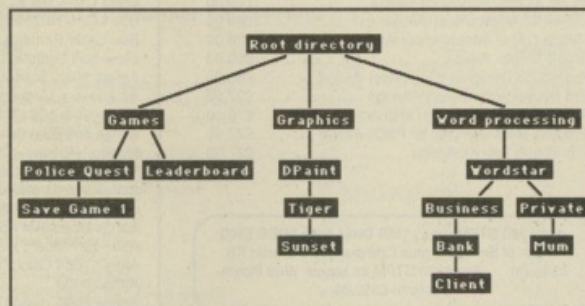 Root directory
Games Graphics Word processing
Police Quest Leaderboard DPaint Wordstar
Save Game 1 Tiger Business Private
Sunset Bank Mum
Client